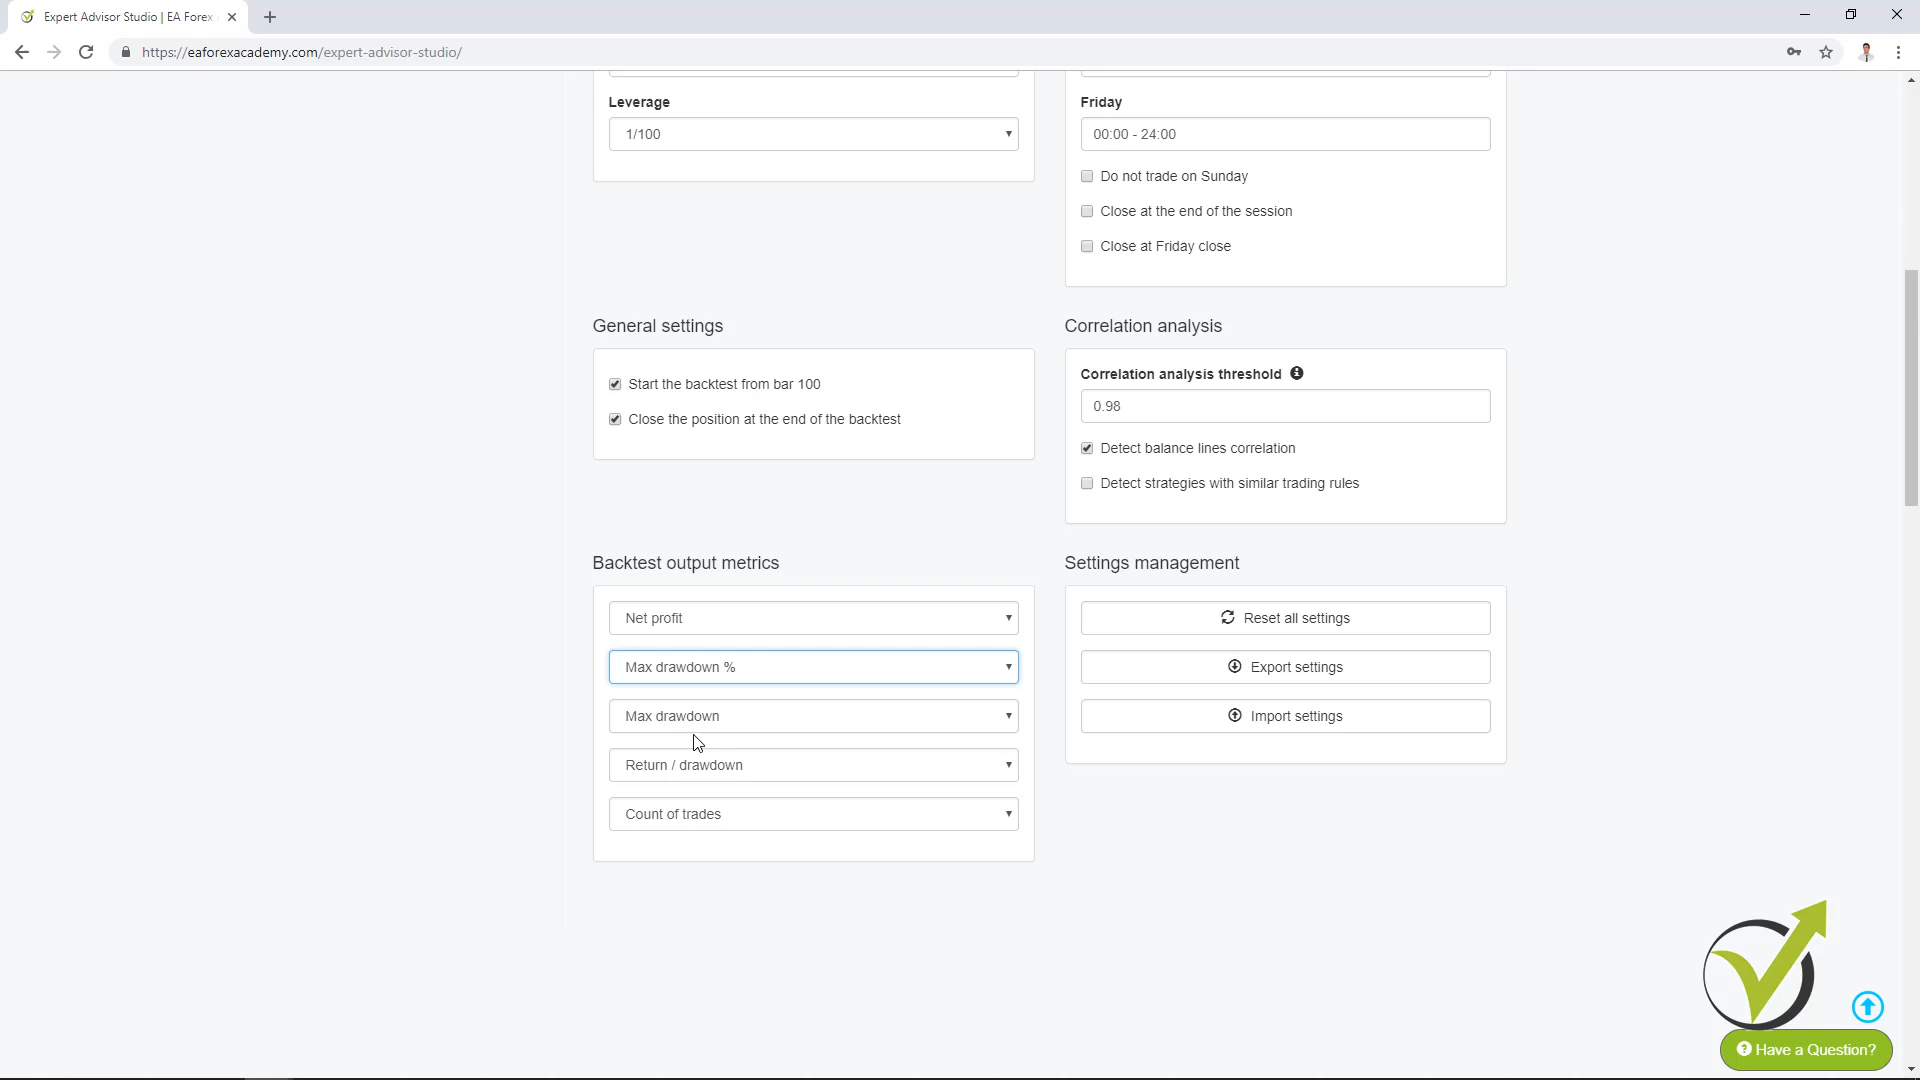 Expert Advisor Studio | EA Forex
https://eaforexacademy.com/expert-advisor-studio/
Leverage
1/100
Friday
00:00 - 24:00
Do not trade on Sunday
Close at the end of the session
Close at Friday close
General settings
Start the backtest from bar 100
Close the position at the end of the backtest
Correlation analysis
Correlation analysis threshold
0.98
Detect balance lines correlation
Detect strategies with similar trading rules
Backtest output metrics
Net profit
Max drawdown %
Max drawdown
Return / drawdown
Count of trades
Settings management
Reset all settings
Export settings
Import settings
Have a Question?